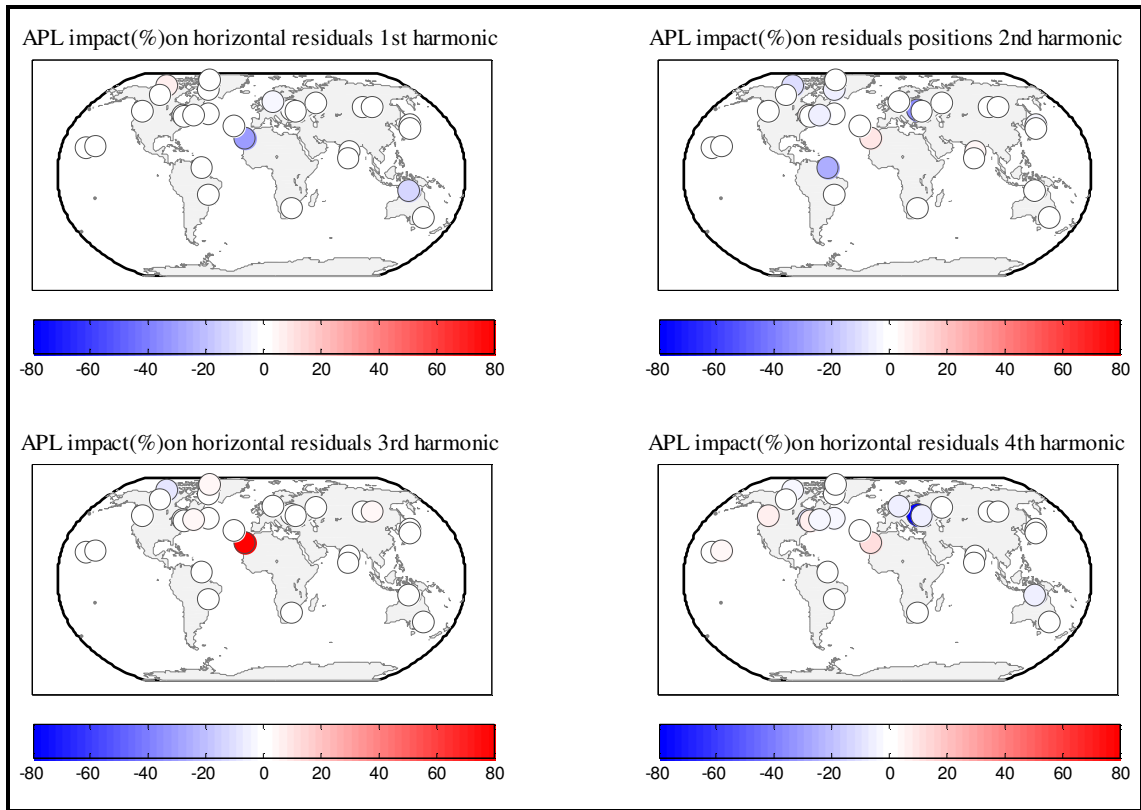 APL impact(%)on horizontal residuals 1st harmonic
APL impact(%)on residuals positions 2nd harmonic
-80 -60 -40 -20 0 20 40 60 80
-80 -60 -40 -20 0 20 40 60 80
APL impact(%)on horizontal residuals 3rd harmonic
APL impact(%)on horizontal residuals 4th harmonic
-80 -60 -40 -20 0 20 40 60 80
-80 -60 -40 -20 0 20 40 60 80